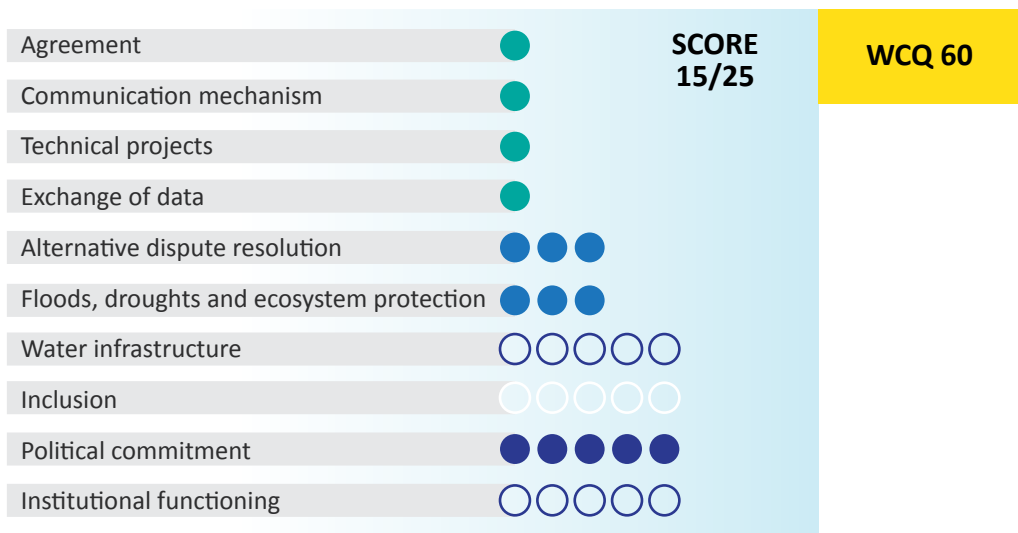 Agreement
Communication mechanism
Technical projects
Exchange of data
Alternative dispute resolution
Floods, droughts and ecosystem protection
Water infrastructure
Inclusion
Political commitment
Institutional functioning
SCORE
15/25
WCQ 60